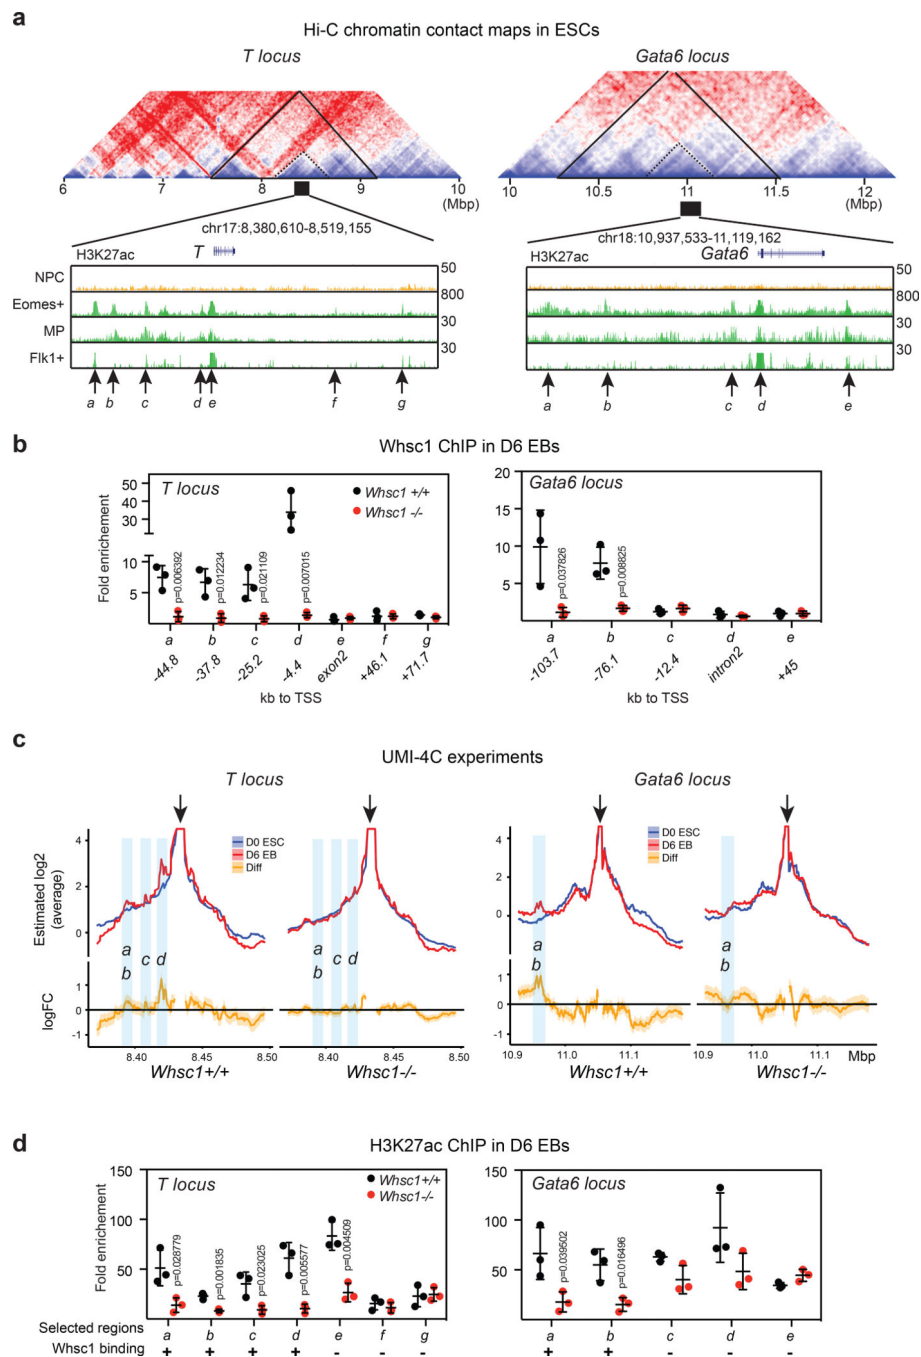 a
Hi-C chromatin contact maps in ESCs
T locus
Gata6 locus
6 7 8 9 10
(Mbp)
10 10.5 11 11.5 12
(Mbp)
chr17:8,380,610-8,519,155
chr18:10,937,533-11,119,162
H3K27ac T
H3K27ac Gata6
NPC 50
Eomes+ 800
MP 30
Flk1+ 30
50
800
30
30
a b c d e f g
a b c d e
b
Whsc1 ChIP in D6 EBs
T locus
Whsc1 +/+
Whsc1 -/-
Fold enrichement
50
40
30
10
5
p=0.006392
p=0.012234
p=0.021109
p=0.007015
a b c d e f g
-44.8 -37.8 -25.2 -4.4 exon2 +46.1 +71.7
kb to TSS
Gata6 locus
20
15
10
5
p=0.037826
p=0.008825
a b c d e
-103.7 -76.1 -12.4 intron2 +45
kb to TSS
c
UMI-4C experiments
T locus
Gata6 locus
Estimated log2
(average)
4
2
0
D0 ESC
D6 EB
Diff
D0 ESC
D6 EB
Diff
4
2
0
D0 ESC
D6 EB
Diff
D0 ESC
D6 EB
Diff
a
b c d
a
b c d
a
b
a
b
logFC
1
0
-1
1
0
-1
8.40 8.45 8.50
8.40 8.45 8.50
10.9 11.0 11.1
10.9 11.0 11.1 Mbp
Whsc1+/+ Whsc1-/-
Whsc1+/+ Whsc1-/-
d
H3K27ac ChIP in D6 EBs
T locus
Whsc1+/+
Whsc1-/-
Fold enrichement
150
100
50
p=0.028779
p=0.001835
p=0.023025
p=0.005577
p=0.004509
Gata6 locus
150
100
50
p=0.039502
p=0.016496
Selected regions a b c d e f g
a b c d e
Whsc1 binding + + + + - - -
+ + - - -